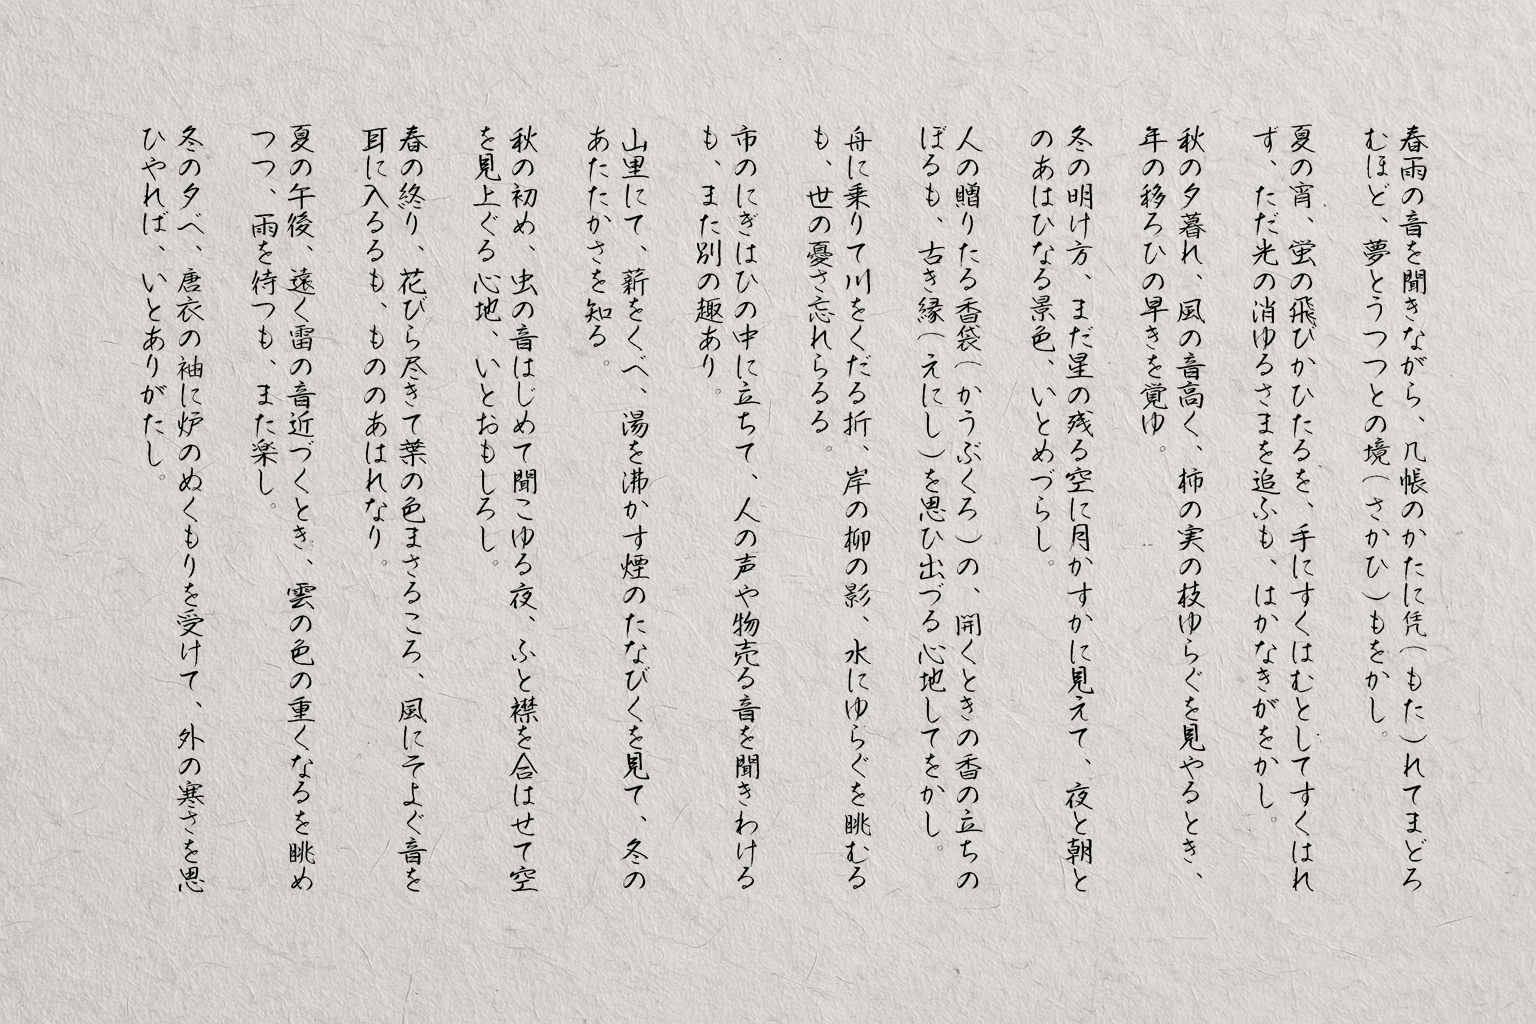 春雨の音を聞きながら、几帳のかたに凭(もた)れてまどろ
むほど、夢とうつつとの境(さかひ)もをかし。
夏の宵、蛍の飛びかひたるを、手にすくはむとしてすくはれ
ず、ただ光の消ゆるさまを追ふも、はかなきがをかし。
秋の夕暮れ、風の音高く、柿の実の枝ゆらぐを見やるとき、
年の移ろひの早きを覚ゆ。
冬の明け方、まだ星の残る空に月かすかに見えて、夜と朝と
のあはひなる景色、いとめづらし。
人の贈りたる香袋(かうぶくろ)の、開くときの香の立ちの
ぼるも、古き縁(えにし)を思ひ出づる心地してをかし。
舟に乗りて川をくだる折、岸の柳の影、水にゆらぐを眺むる
も、世の憂さ忘れらるる。
市のにぎはひの中に立ちて、人の声や物売る音を聞きわける
も、また別の趣あり。
山里にて、薪をくべ、湯を沸かす煙のたなびくを見て、冬の
あたたかさを知る。
秋の初め、虫の音はじめて聞こゆる夜、ふと襟を合はせて空
を見上ぐる心地、いとおもしろし。
春の終り、花びら尽きて葉の色まさるころ、風にそよぐ音を
耳に入るるも、もののあはれなり。
夏の午後、遠く雷の音近づくとき、雲の色の重くなるを眺め
つつ、雨を待つも、また楽し。
冬の夕べ、唐衣の袖に炉のぬくもりを受けて、外の寒さを思
ひやれば、いとありがたし。